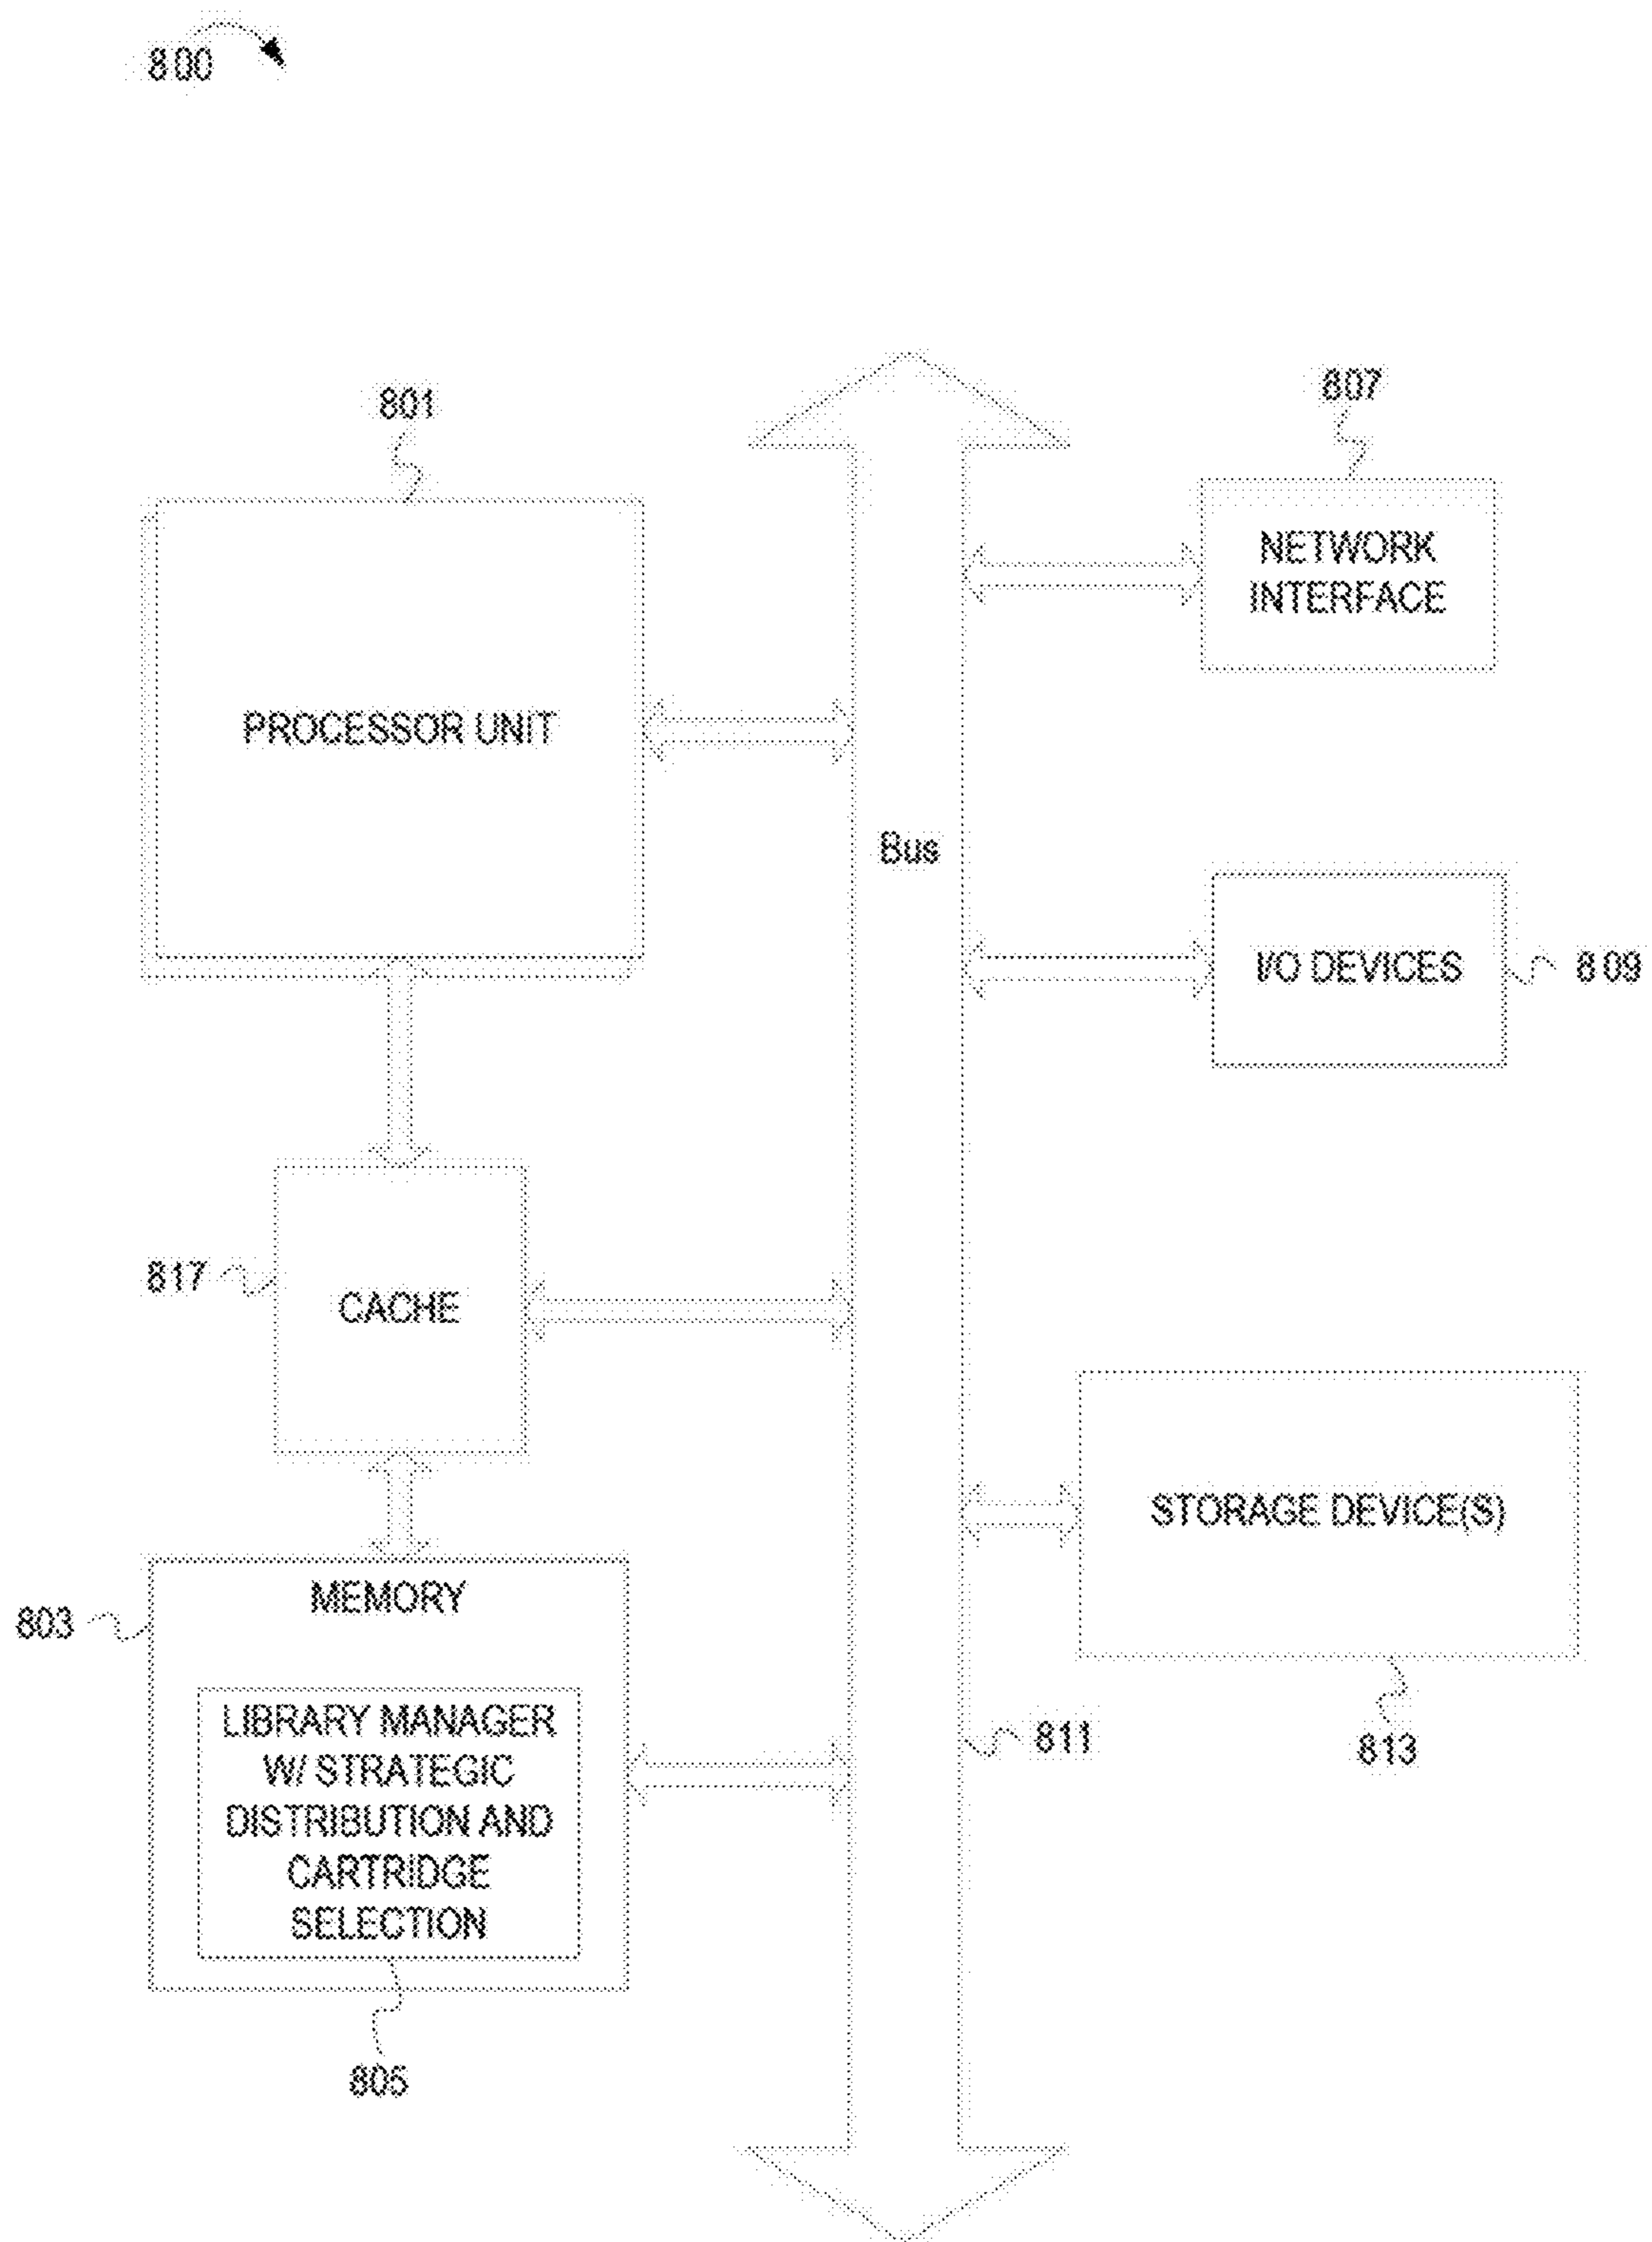 800
801
807
PROCESSOR UNIT
NETWORK
INTERFACE
Bus
I/O DEVICES
809
817
CACHE
STORAGE DEVICE(S)
803
MEMORY
LIBRARY MANAGER
W/ STRATEGIC
DISTRIBUTION AND
CARTRIDGE
SELECTION
811
813
805